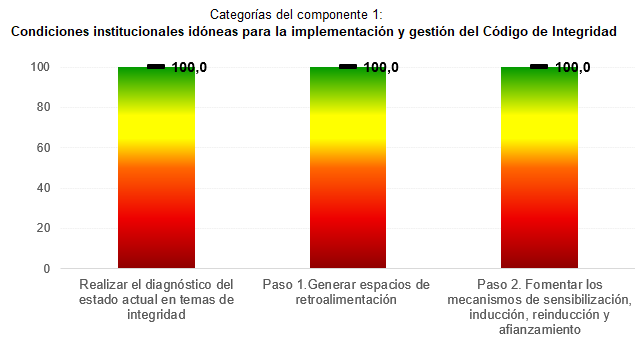 Categorías del componente 1:
Condiciones institucionales idóneas para la implementación y gestión del Código de Integridad
100
80
60
40
20
0
100,0
100,0
100,0
Realizar el diagnóstico del
estado actual en temas de
integridad
Paso 1.Generar espacios de
retroalimentación
Paso 2. Fomentar los
mecanismos de sensibilización,
inducción, reinducción y
afianzamiento